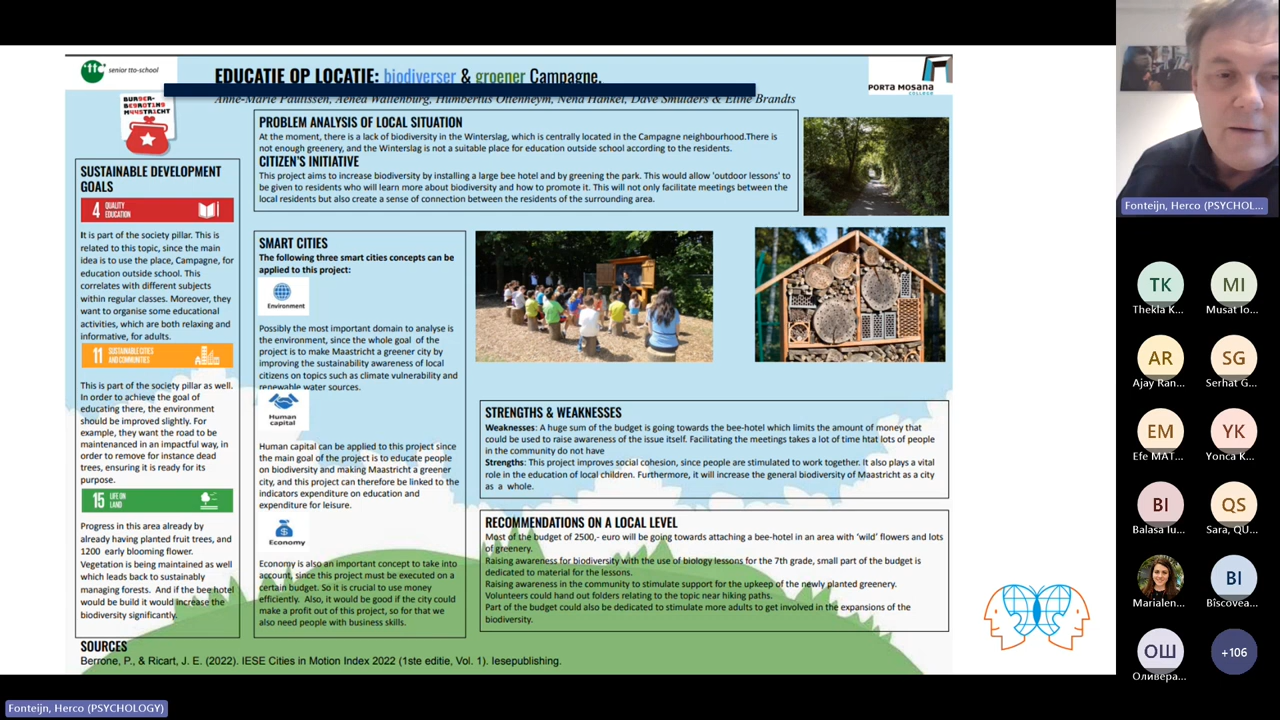 senior tto-school
EDUCATIE OP LOCATIE: biodiverser & groener Campagne.
Anne-Marie Paulissen, Aenea Wallenburg, Humbertus Ottenheym, Nena Hankel, Dave Smulders & Eline Brandts
PORTA MOSANA
COLLEGE
BURGER-
BEGROTING
MAASTRICHT
PROBLEM ANALYSIS OF LOCAL SITUATION
At the moment, there is a lack of biodiversity in the Winterslag, which is centrally located in the Campagne neighbourhood.There is
not enough greenery, and the Winterslag is not a suitable place for education outside school according to the residents.
CITIZEN'S INITIATIVE
This project aims to increase biodiversity by installing a large bee hotel and by greening the park. This would allow 'outdoor lessons' to
be given to residents who will learn more about biodiversity and how to promote it. This will not only facilitate meetings between the
local residents but also create a sense of connection between the residents of the surrounding area.
SUSTAINABLE DEVELOPMENT
GOALS
4 QUALITY
EDUCATION
It is part of the society pillar. This is
related to this topic, since the main
idea is to use the place, Campagne, for
education outside school. This
correlates with different subjects
within regular classes. Moreover, they
want to organise some educational
activities, which are both relaxing and
informative, for adults.
11 SUSTAINABLE CITIES
AND COMMUNITIES
This is part of the society pillar as well.
In order to achieve the goal of
educating there, the environment
should be improved slightly. For
example, they want the road to be
maintenanced in an impactful way, in
order to remove for instance dead
trees, ensuring it is ready for its
purpose.
15 LIFE ON
LAND
Progress in this area already by
already having planted fruit trees, and
1200 early blooming flower.
Vegetation is being maintained as well
which leads back to sustainably
managing forests. And if the bee hotel
would be build it would increase the
biodiversity significantly.
SMART CITIES
The following three smart cities concepts can be
applied to this project:
Environment
Possibly the most important domain to analyse is
the environment, since the whole goal of the
project is to make Maastricht a greener city by
improving the sustainability awareness of local
citizens on topics such as climate vulnerability and
renewable water sources.
Human
capital
Human capital can be applied to this project since
the main goal of the project is to educate people
on biodiversity and making Maastricht a greener
city, and this project can therefore be linked to the
indicators expenditure on education and
expenditure for leisure.
Economy
Economy is also an important concept to take into
account, since this project must be executed on a
certain budget. So it is crucial to use money
efficiently. Also, it would be good if the city could
make a profit out of this project, so for that we
also need people with business skills.
STRENGTHS & WEAKNESSES
Weaknesses: A huge sum of the budget is going towards the bee-hotel which limits the amount of money that
could be used to raise awareness of the issue itself. Facilitating the meetings takes a lot of time htat lots of people
in the community do not have
Strengths: This project improves social cohesion, since people are stimulated to work together. It also plays a vital
role in the education of local children. Furthermore, it will increase the general biodiversity of Maastricht as a city
as a whole.
RECOMMENDATIONS ON A LOCAL LEVEL
Most of the budget of 2500,- euro will be going towards attaching a bee-hotel in an area with 'wild' flowers and lots
of greenery.
Raising awareness for biodiversity with the use of biology lessons for the 7th grade, small part of the budget is
dedicated to material for the lessons.
Raising awareness in the community to stimulate support for the upkeep of the newly planted greenery.
Volunteers could hand out folders relating to the topic near hiking paths.
Part of the budget could also be dedicated to stimulate more adults to get involved in the expansions of the
biodiversity.
SOURCES
Berrone, P., & Ricart, J. E. (2022). IESE Cities in Motion Index 2022 (1ste editie, Vol. 1). Iesepublishing.
Fonteijn, Herco (PSYCHOL...
TK MI
Thekla K... Musat Io...
AR SG
Ajay Ran... Serhat G...
EM YK
Efe MAT... Yonca K...
BI QS
Balasa Iu... Sara, QU...
BI
Marialen... Bîscovea...
ОШ +106
Оливера...
Fonteijn, Herco (PSYCHOLOGY)